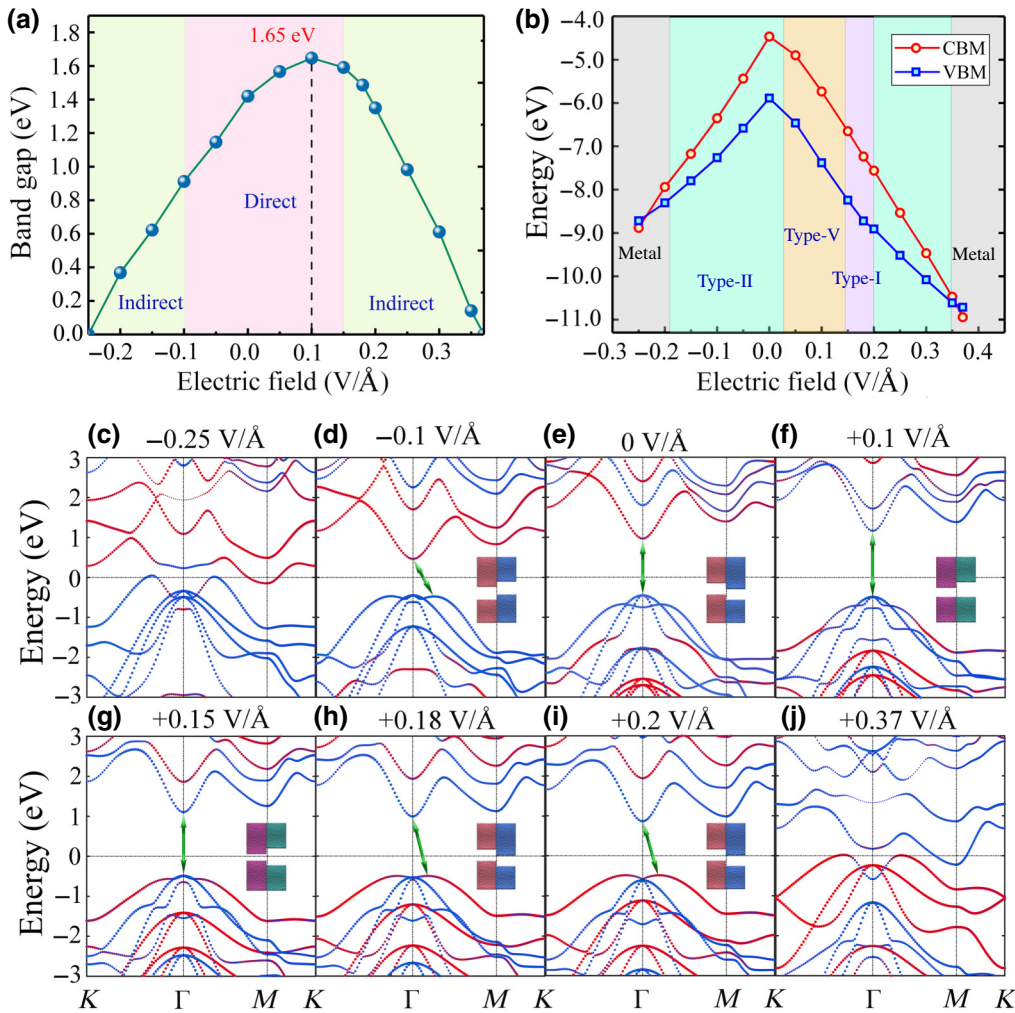 (a)
1.8
1.6
1.4
1.2
1.0
0.8
0.6
0.4
0.2
0.0
Band gap (eV)
1.65 eV
Direct
Indirect
Indirect
−0.2 −0.1 0.0 0.1 0.2 0.3
Electric field (V/Å)
(b)
−4.0
−5.0
−6.0
−7.0
−8.0
−9.0
−10.0
−11.0
Energy (eV)
CBM
VBM
Metal
Type-II
Type-V
Type-I
Metal
−0.3 −0.2 −0.1 0.0 0.1 0.2 0.3 0.4
Electric field (V/Å)
(c) −0.25 V/Å
(d) −0.1 V/Å
(e) 0 V/Å
(f) +0.1 V/Å
3
2
1
0
−1
−2
−3
Energy (eV)
(g) +0.15 V/Å
(h) +0.18 V/Å
(i) +0.2 V/Å
(j) +0.37 V/Å
3
2
1
0
−1
−2
−3
Energy (eV)
K Γ M K Γ M K Γ M K Γ M K